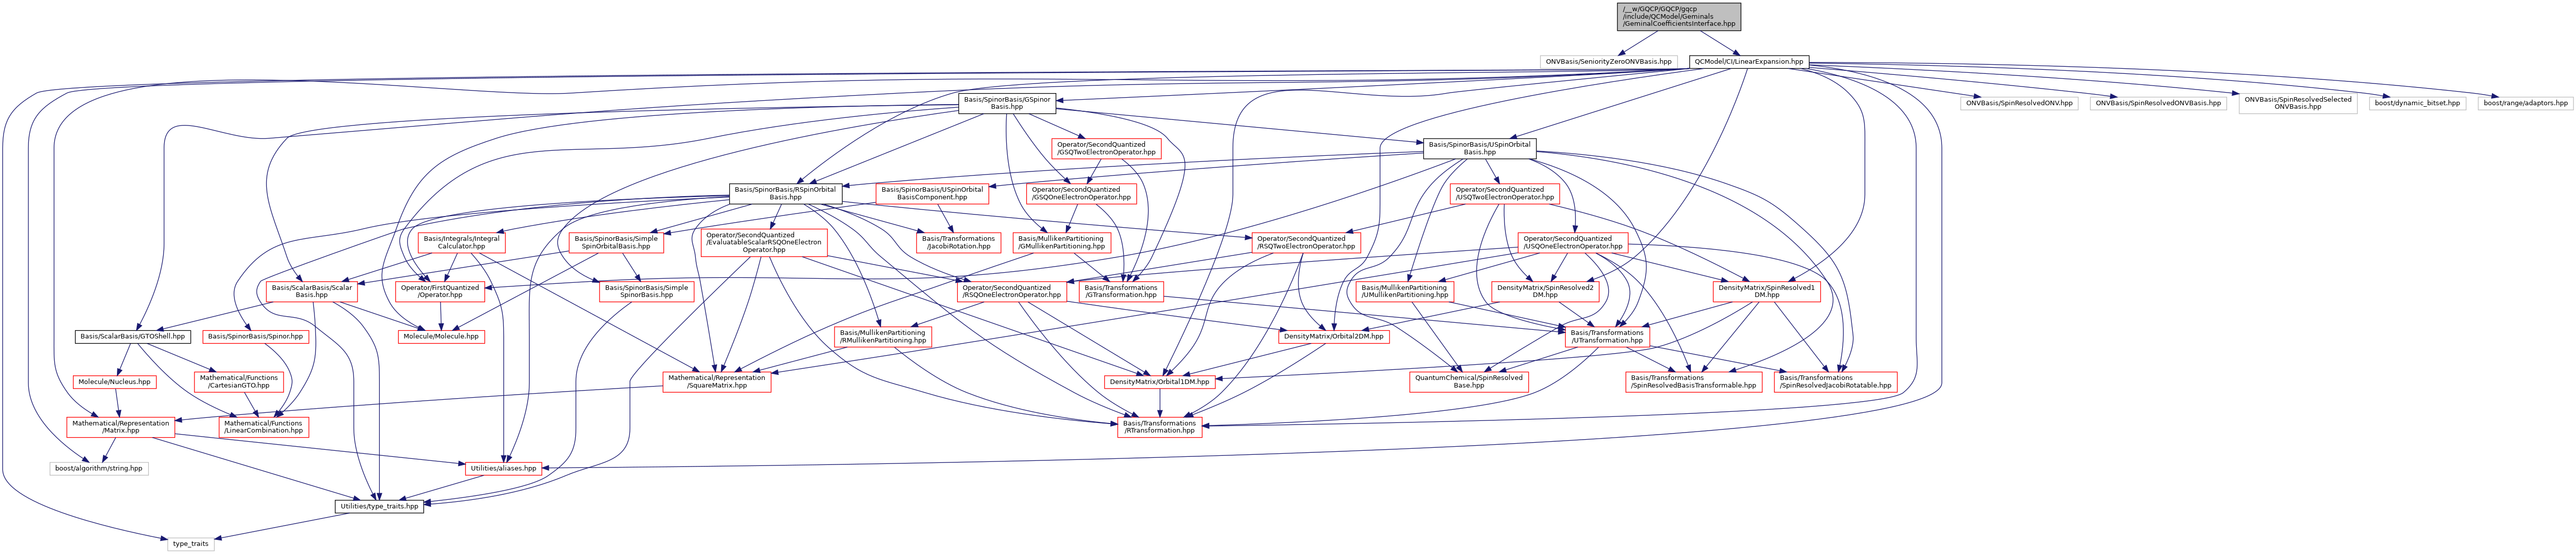 /__w/GQCP/GQCP/gqcp
/include/QCModel/Geminals
/GeminalCoefficientsInterface.hpp
ONVBasis/SeniorityZeroONVBasis.hpp
QCModel/CI/LinearExpansion.hpp
Basis/SpinorBasis/GSpinor
Basis.hpp
ONVBasis/SpinResolvedONV.hpp
ONVBasis/SpinResolvedONVBasis.hpp
ONVBasis/SpinResolvedSelected
ONVBasis.hpp
boost/dynamic_bitset.hpp
boost/range/adaptors.hpp
Operator/SecondQuantized
/GSQTwoElectronOperator.hpp
Basis/SpinorBasis/USpinOrbital
Basis.hpp
Basis/SpinorBasis/RSpinOrbital
Basis.hpp
Basis/SpinorBasis/USpinOrbital
BasisComponent.hpp
Operator/SecondQuantized
/GSQOneElectronOperator.hpp
Operator/SecondQuantized
/USQTwoElectronOperator.hpp
Basis/Integrals/Integral
Calculator.hpp
Basis/SpinorBasis/Simple
SpinOrbitalBasis.hpp
Operator/SecondQuantized
/EvaluatableScalarRSQOneElectron
Operator.hpp
Basis/Transformations
/JacobiRotation.hpp
Basis/MullikenPartitioning
/GMullikenPartitioning.hpp
Operator/SecondQuantized
/RSQTwoElectronOperator.hpp
Operator/SecondQuantized
/USQOneElectronOperator.hpp
Basis/ScalarBasis/Scalar
Basis.hpp
Operator/FirstQuantized
/Operator.hpp
Basis/SpinorBasis/Simple
SpinorBasis.hpp
Operator/SecondQuantized
/RSQOneElectronOperator.hpp
Basis/Transformations
/GTransformation.hpp
Basis/MullikenPartitioning
/UMullikenPartitioning.hpp
DensityMatrix/SpinResolved2
DM.hpp
DensityMatrix/SpinResolved1
DM.hpp
Basis/ScalarBasis/GTOShell.hpp
Basis/SpinorBasis/Spinor.hpp
Molecule/Molecule.hpp
Basis/MullikenPartitioning
/RMullikenPartitioning.hpp
DensityMatrix/Orbital2DM.hpp
Basis/Transformations
/UTransformation.hpp
Molecule/Nucleus.hpp
Mathematical/Functions
/CartesianGTO.hpp
Mathematical/Representation
/SquareMatrix.hpp
DensityMatrix/Orbital1DM.hpp
QuantumChemical/SpinResolved
Base.hpp
Basis/Transformations
/SpinResolvedBasisTransformable.hpp
Basis/Transformations
/SpinResolvedJacobiRotatable.hpp
Mathematical/Representation
/Matrix.hpp
Mathematical/Functions
/LinearCombination.hpp
Basis/Transformations
/RTransformation.hpp
boost/algorithm/string.hpp
Utilities/aliases.hpp
Utilities/type_traits.hpp
type_traits